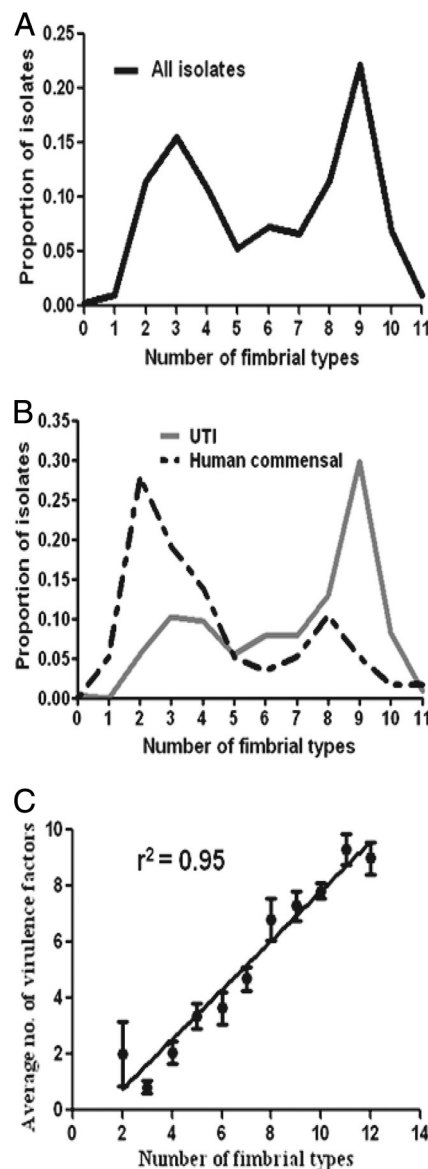 A
Proportion of isolates
0.25
0.20
0.15
0.10
0.05
0.00
All isolates
0 1 2 3 4 5 6 7 8 9 10 11
Number of fimbrial types
B
Proportion of isolates
0.35
0.30
0.25
0.20
0.15
0.10
0.05
0.00
UTI
Human commensal
0 1 2 3 4 5 6 7 8 9 10 11
Number of fimbrial types
C
Average no. of virulence factors
10
8
6
4
2
0
r² = 0.95
0 2 4 6 8 10 12 14
Number of fimbrial types